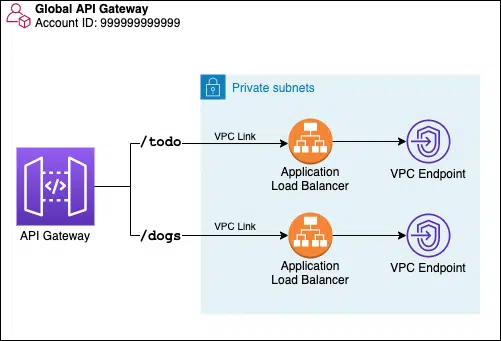 Global API Gateway
Account ID: 999999999999
Private subnets
/todo
VPC Link
Application
Load Balancer
VPC Endpoint
API Gateway
/dogs
VPC Link
Application
Load Balancer
VPC Endpoint